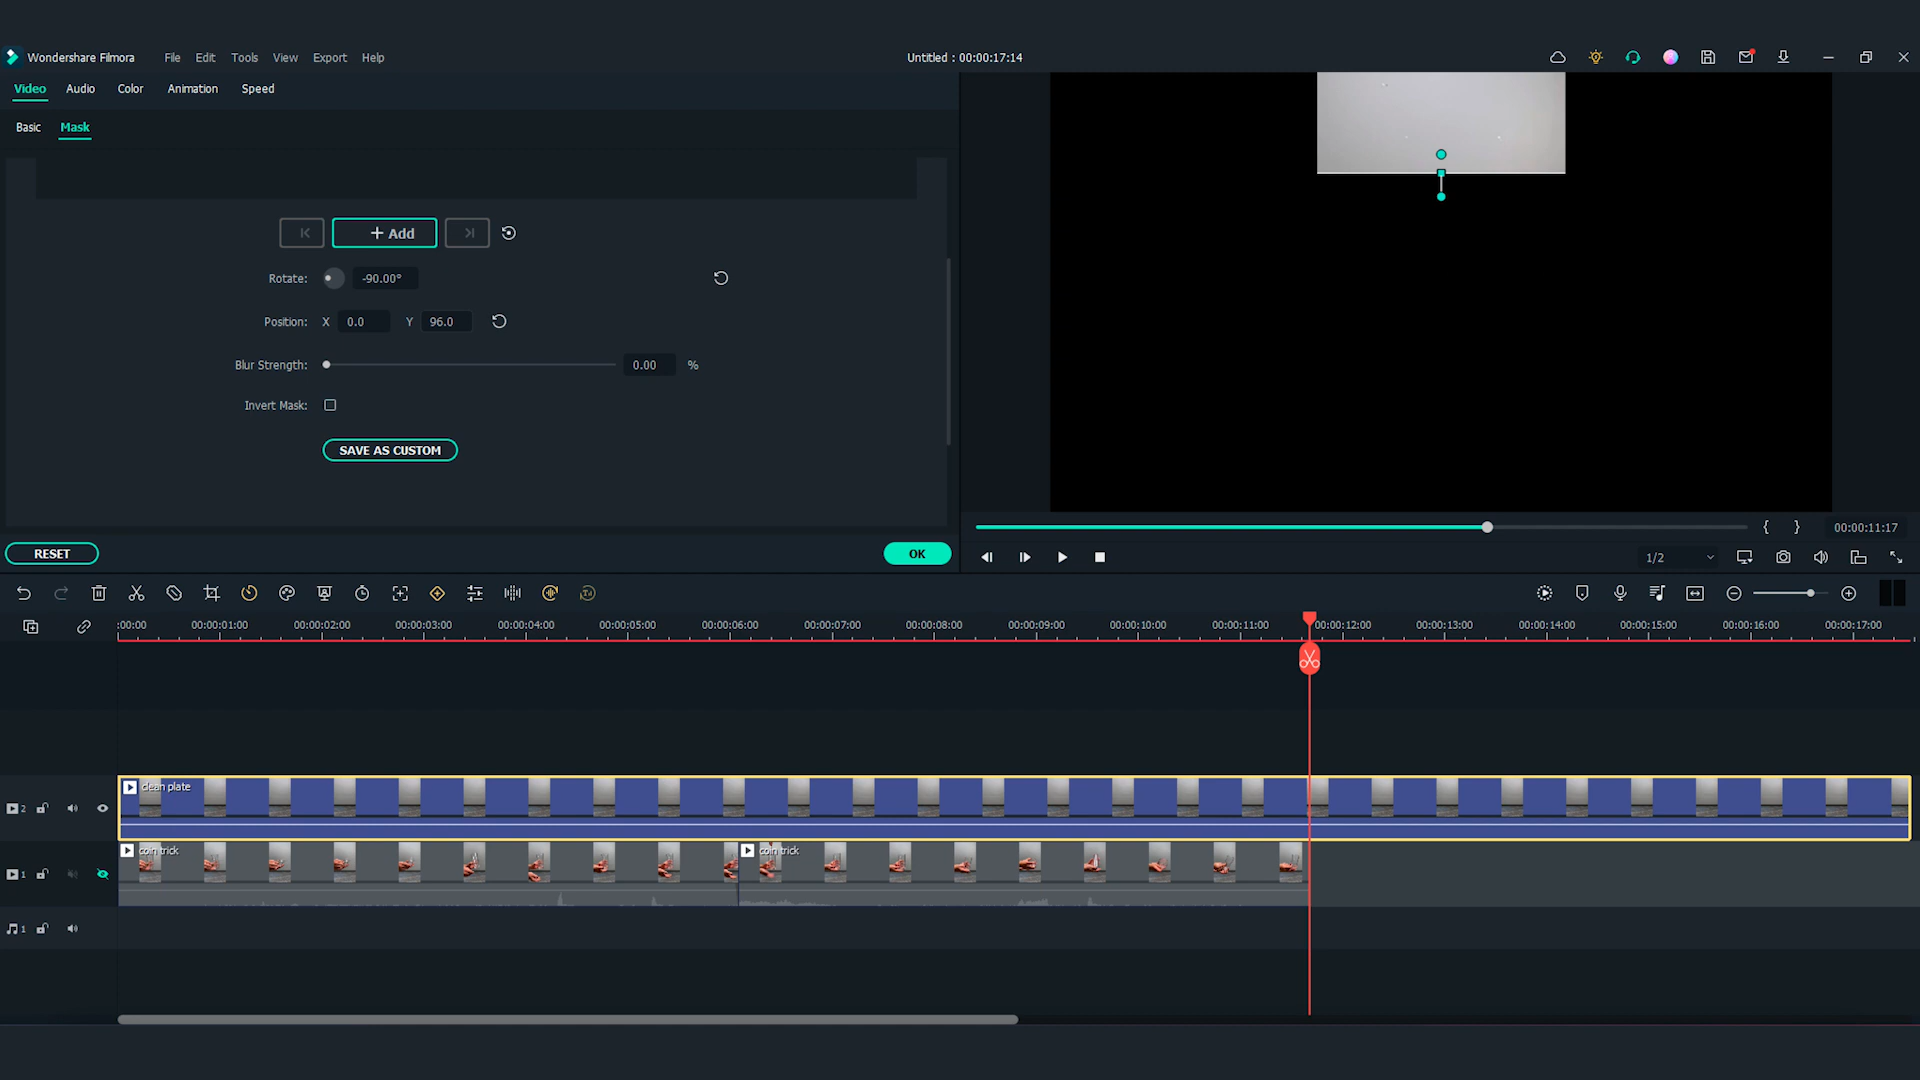 Wondershare Filmora File Edit Tools View Export Help Untitled : 00:00:17:14
Video Audio Color Animation Speed
Basic Mask
+ Add
Rotate: -90.00°
Position: X 0.0 Y 96.0
Blur Strength: 0.00 %
Invert Mask:
SAVE AS CUSTOM
RESET OK
{ } 00:00:11:17
1/2
:00:00 00:00:01:00 00:00:02:00 00:00:03:00 00:00:04:00 00:00:05:00 00:00:06:00 00:00:07:00 00:00:08:00 00:00:09:00 00:00:10:00 00:00:11:00 00:00:12:00 00:00:13:00 00:00:14:00 00:00:15:00 00:00:16:00 00:00:17:00
2 clean plate
1 coin trick coin trick
1